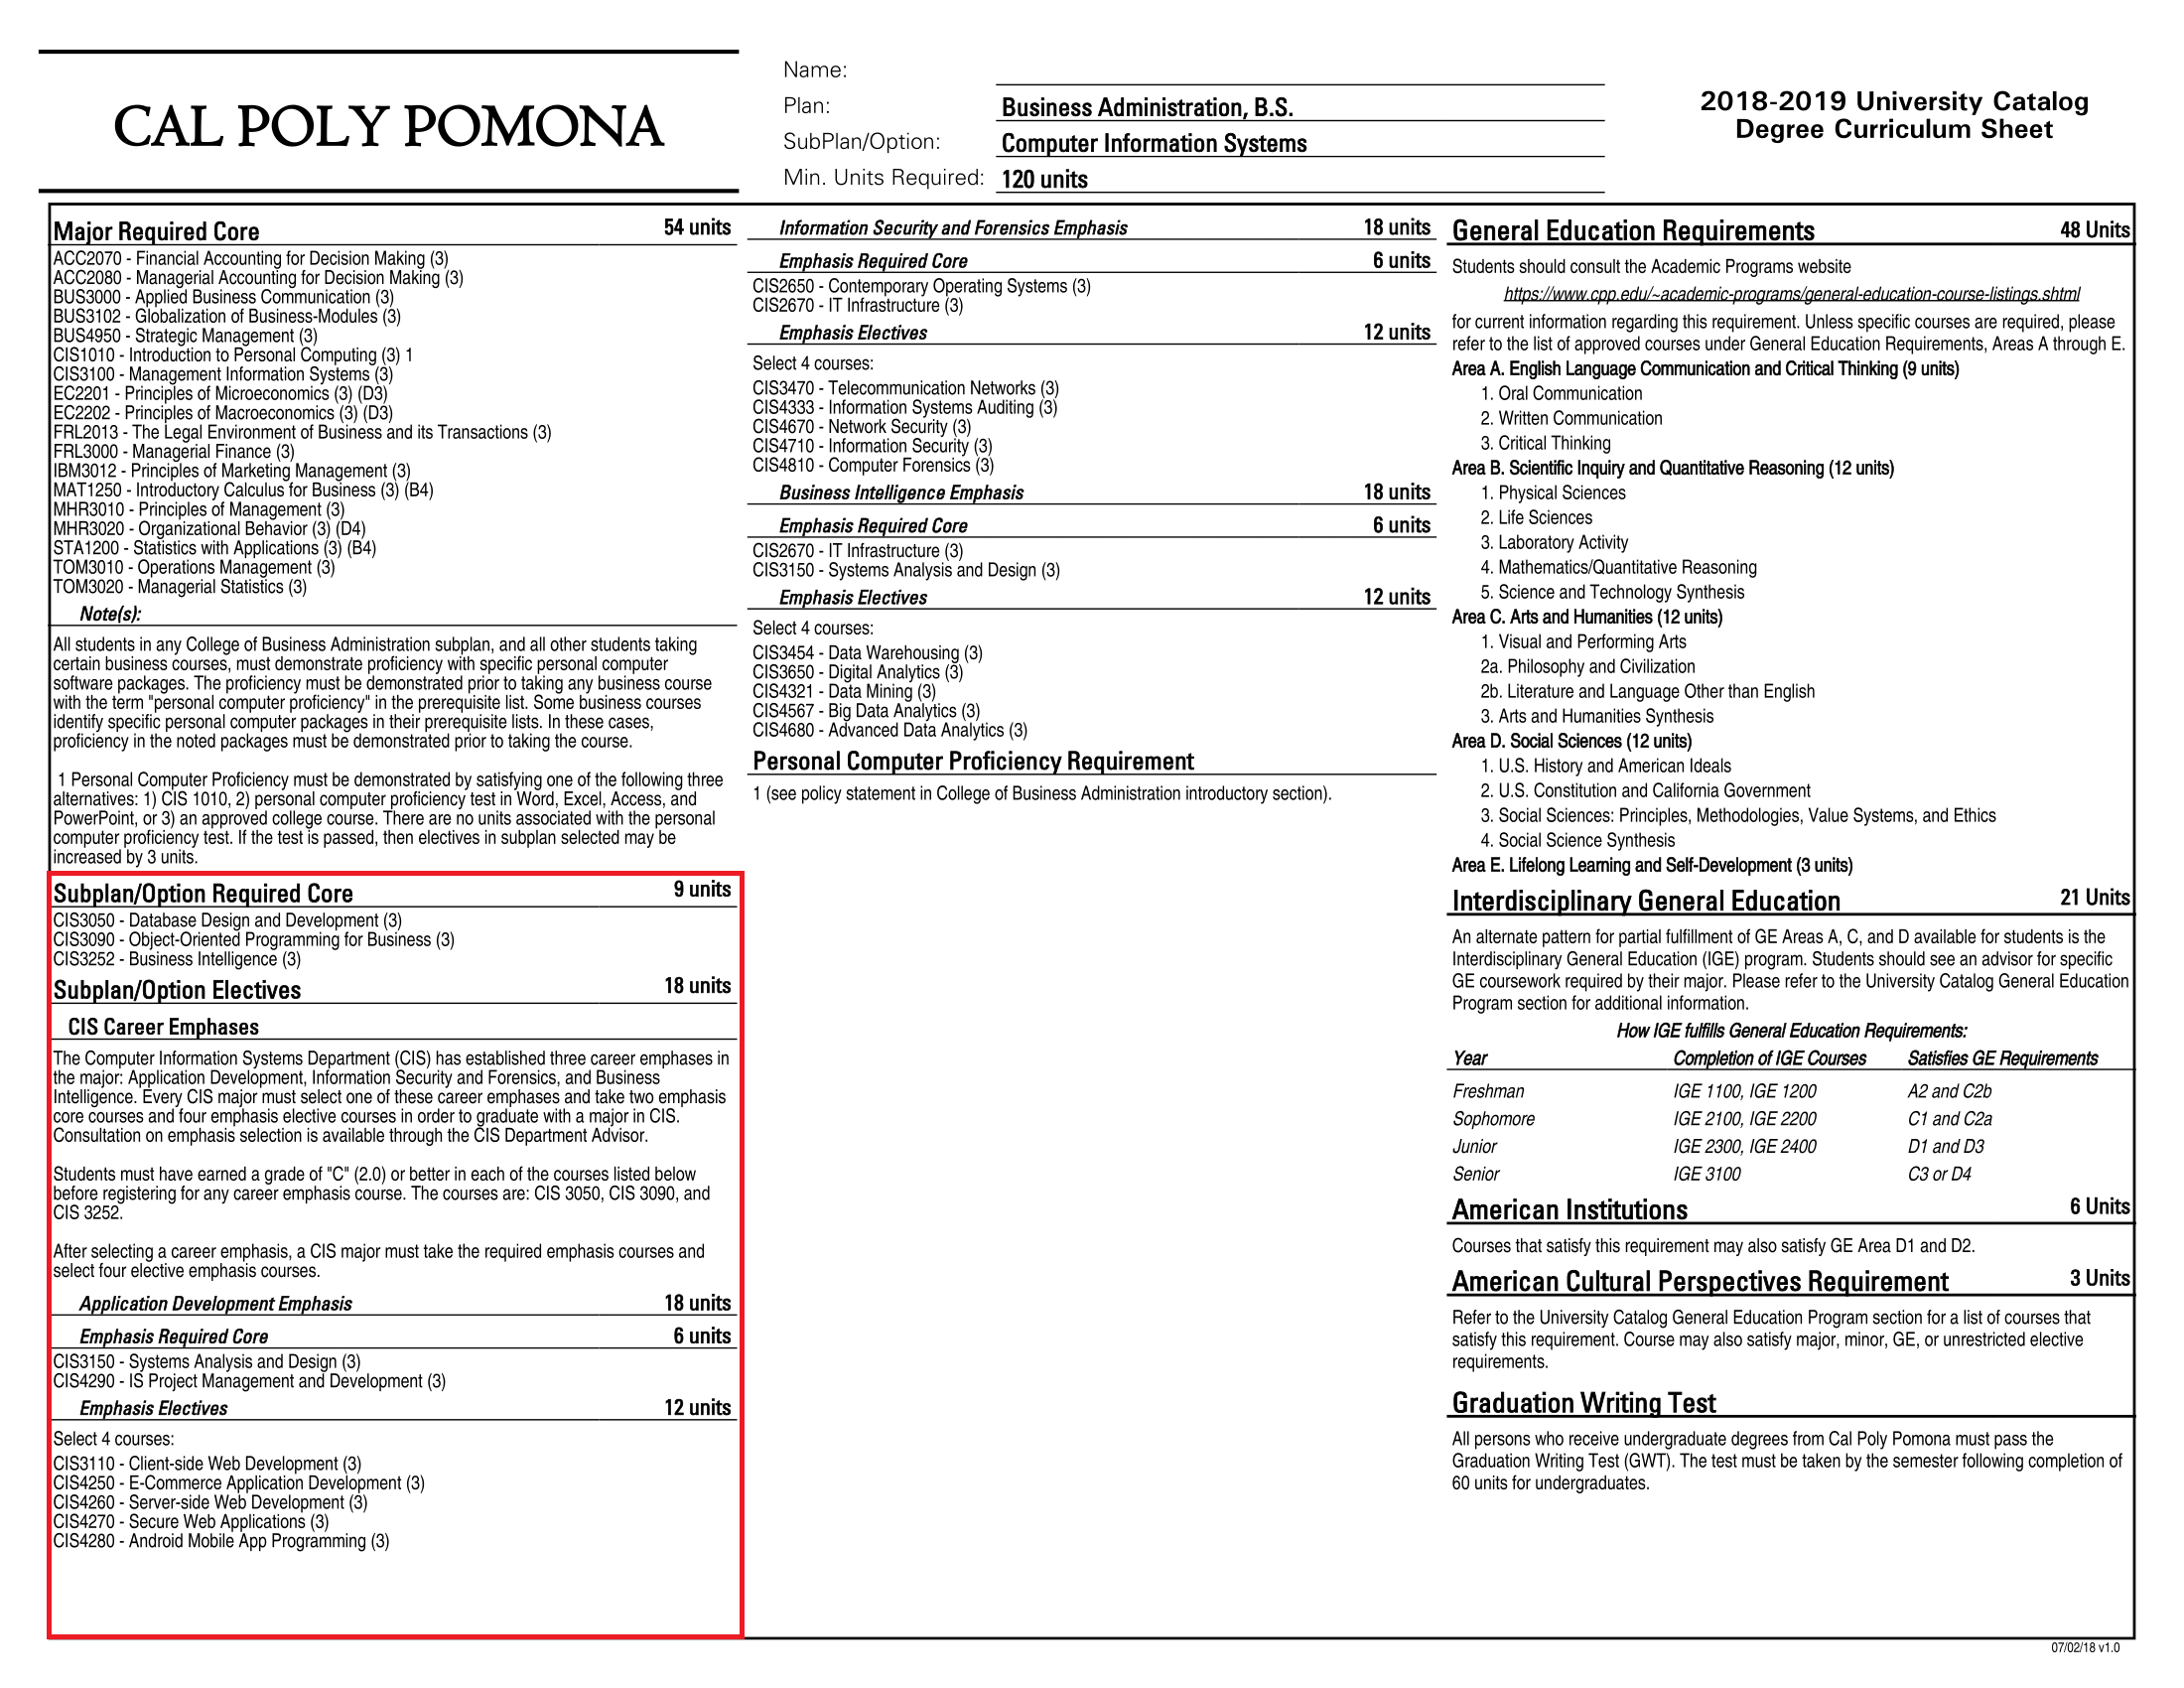 CAL POLY POMONA
Name:
Plan: Business Administration, B.S.
SubPlan/Option: Computer Information Systems
Min. Units Required: 120 units
2018-2019 University Catalog
Degree Curriculum Sheet
Major Required Core 54 units
ACC2070 - Financial Accounting for Decision Making (3)
ACC2080 - Managerial Accounting for Decision Making (3)
BUS3000 - Applied Business Communication (3)
BUS3102 - Globalization of Business-Modules (3)
BUS4950 - Strategic Management (3)
CIS1010 - Introduction to Personal Computing (3) 1
CIS3100 - Management Information Systems (3)
EC2201 - Principles of Microeconomics (3) (D3)
EC2202 - Principles of Macroeconomics (3) (D3)
FRL2013 - The Legal Environment of Business and its Transactions (3)
FRL3000 - Managerial Finance (3)
IBM3012 - Principles of Marketing Management (3)
MAT1250 - Introductory Calculus for Business (3) (B4)
MHR3010 - Principles of Management (3)
MHR3020 - Organizational Behavior (3) (D4)
STA1200 - Statistics with Applications (3) (B4)
TOM3010 - Operations Management (3)
TOM3020 - Managerial Statistics (3)
Note(s):
All students in any College of Business Administration subplan, and all other students taking
certain business courses, must demonstrate proficiency with specific personal computer
software packages. The proficiency must be demonstrated prior to taking any business course
with the term "personal computer proficiency" in the prerequisite list. Some business courses
identify specific personal computer packages in their prerequisite lists. In these cases,
proficiency in the noted packages must be demonstrated prior to taking the course.
1 Personal Computer Proficiency must be demonstrated by satisfying one of the following three
alternatives: 1) CIS 1010, 2) personal computer proficiency test in Word, Excel, Access, and
PowerPoint, or 3) an approved college course. There are no units associated with the personal
computer proficiency test. If the test is passed, then electives in subplan selected may be
increased by 3 units.
Subplan/Option Required Core 9 units
CIS3050 - Database Design and Development (3)
CIS3090 - Object-Oriented Programming for Business (3)
CIS3252 - Business Intelligence (3)
Subplan/Option Electives 18 units
CIS Career Emphases
The Computer Information Systems Department (CIS) has established three career emphases in
the major: Application Development, Information Security and Forensics, and Business
Intelligence. Every CIS major must select one of these career emphases and take two emphasis
core courses and four emphasis elective courses in order to graduate with a major in CIS.
Consultation on emphasis selection is available through the CIS Department Advisor.
Students must have earned a grade of "C" (2.0) or better in each of the courses listed below
before registering for any career emphasis course. The courses are: CIS 3050, CIS 3090, and
CIS 3252.
After selecting a career emphasis, a CIS major must take the required emphasis courses and
select four elective emphasis courses.
Application Development Emphasis 18 units
Emphasis Required Core 6 units
CIS3150 - Systems Analysis and Design (3)
CIS4290 - IS Project Management and Development (3)
Emphasis Electives 12 units
Select 4 courses:
CIS3110 - Client-side Web Development (3)
CIS4250 - E-Commerce Application Development (3)
CIS4260 - Server-side Web Development (3)
CIS4270 - Secure Web Applications (3)
CIS4280 - Android Mobile App Programming (3)
Information Security and Forensics Emphasis 18 units
Emphasis Required Core 6 units
CIS2650 - Contemporary Operating Systems (3)
CIS2670 - IT Infrastructure (3)
Emphasis Electives 12 units
Select 4 courses:
CIS3470 - Telecommunication Networks (3)
CIS4333 - Information Systems Auditing (3)
CIS4670 - Network Security (3)
CIS4710 - Information Security (3)
CIS4810 - Computer Forensics (3)
Business Intelligence Emphasis 18 units
Emphasis Required Core 6 units
CIS2670 - IT Infrastructure (3)
CIS3150 - Systems Analysis and Design (3)
Emphasis Electives 12 units
Select 4 courses:
CIS3454 - Data Warehousing (3)
CIS3650 - Digital Analytics (3)
CIS4321 - Data Mining (3)
CIS4567 - Big Data Analytics (3)
CIS4680 - Advanced Data Analytics (3)
Personal Computer Proficiency Requirement
1 (see policy statement in College of Business Administration introductory section).
General Education Requirements 48 Units
Students should consult the Academic Programs website
https://www.cpp.edu/~academic-programs/general-education-course-listings.shtml
for current information regarding this requirement. Unless specific courses are required, please
refer to the list of approved courses under General Education Requirements, Areas A through E.
Area A. English Language Communication and Critical Thinking (9 units)
1. Oral Communication
2. Written Communication
3. Critical Thinking
Area B. Scientific Inquiry and Quantitative Reasoning (12 units)
1. Physical Sciences
2. Life Sciences
3. Laboratory Activity
4. Mathematics/Quantitative Reasoning
5. Science and Technology Synthesis
Area C. Arts and Humanities (12 units)
1. Visual and Performing Arts
2a. Philosophy and Civilization
2b. Literature and Language Other than English
3. Arts and Humanities Synthesis
Area D. Social Sciences (12 units)
1. U.S. History and American Ideals
2. U.S. Constitution and California Government
3. Social Sciences: Principles, Methodologies, Value Systems, and Ethics
4. Social Science Synthesis
Area E. Lifelong Learning and Self-Development (3 units)
Interdisciplinary General Education 21 Units
An alternate pattern for partial fulfillment of GE Areas A, C, and D available for students is the
Interdisciplinary General Education (IGE) program. Students should see an advisor for specific
GE coursework required by their major. Please refer to the University Catalog General Education
Program section for additional information.
How IGE fulfills General Education Requirements:
Year Completion of IGE Courses Satisfies GE Requirements
Freshman IGE 1100, IGE 1200 A2 and C2b
Sophomore IGE 2100, IGE 2200 C1 and C2a
Junior IGE 2300, IGE 2400 D1 and D3
Senior IGE 3100 C3 or D4
American Institutions 6 Units
Courses that satisfy this requirement may also satisfy GE Area D1 and D2.
American Cultural Perspectives Requirement 3 Units
Refer to the University Catalog General Education Program section for a list of courses that
satisfy this requirement. Course may also satisfy major, minor, GE, or unrestricted elective
requirements.
Graduation Writing Test
All persons who receive undergraduate degrees from Cal Poly Pomona must pass the
Graduation Writing Test (GWT). The test must be taken by the semester following completion of
60 units for undergraduates.
07/02/18 v1.0